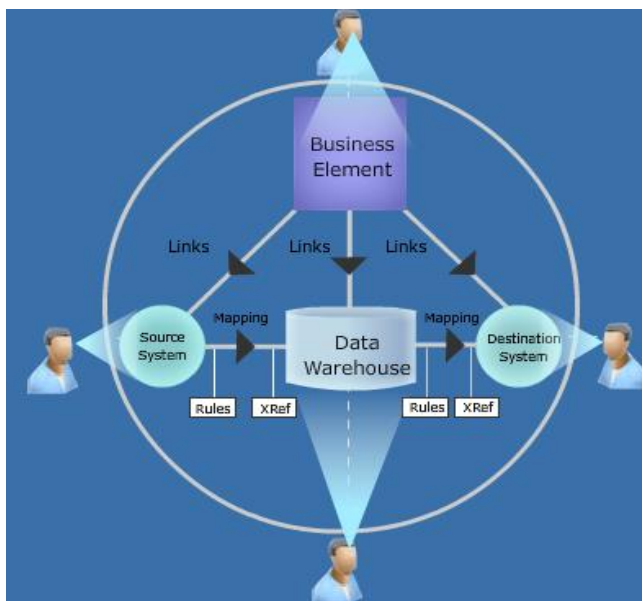 Business
Element
Links
Links
Links
Mapping
Mapping
Source
System
Data
Warehouse
Destination
System
Rules
XRef
Rules
XRef